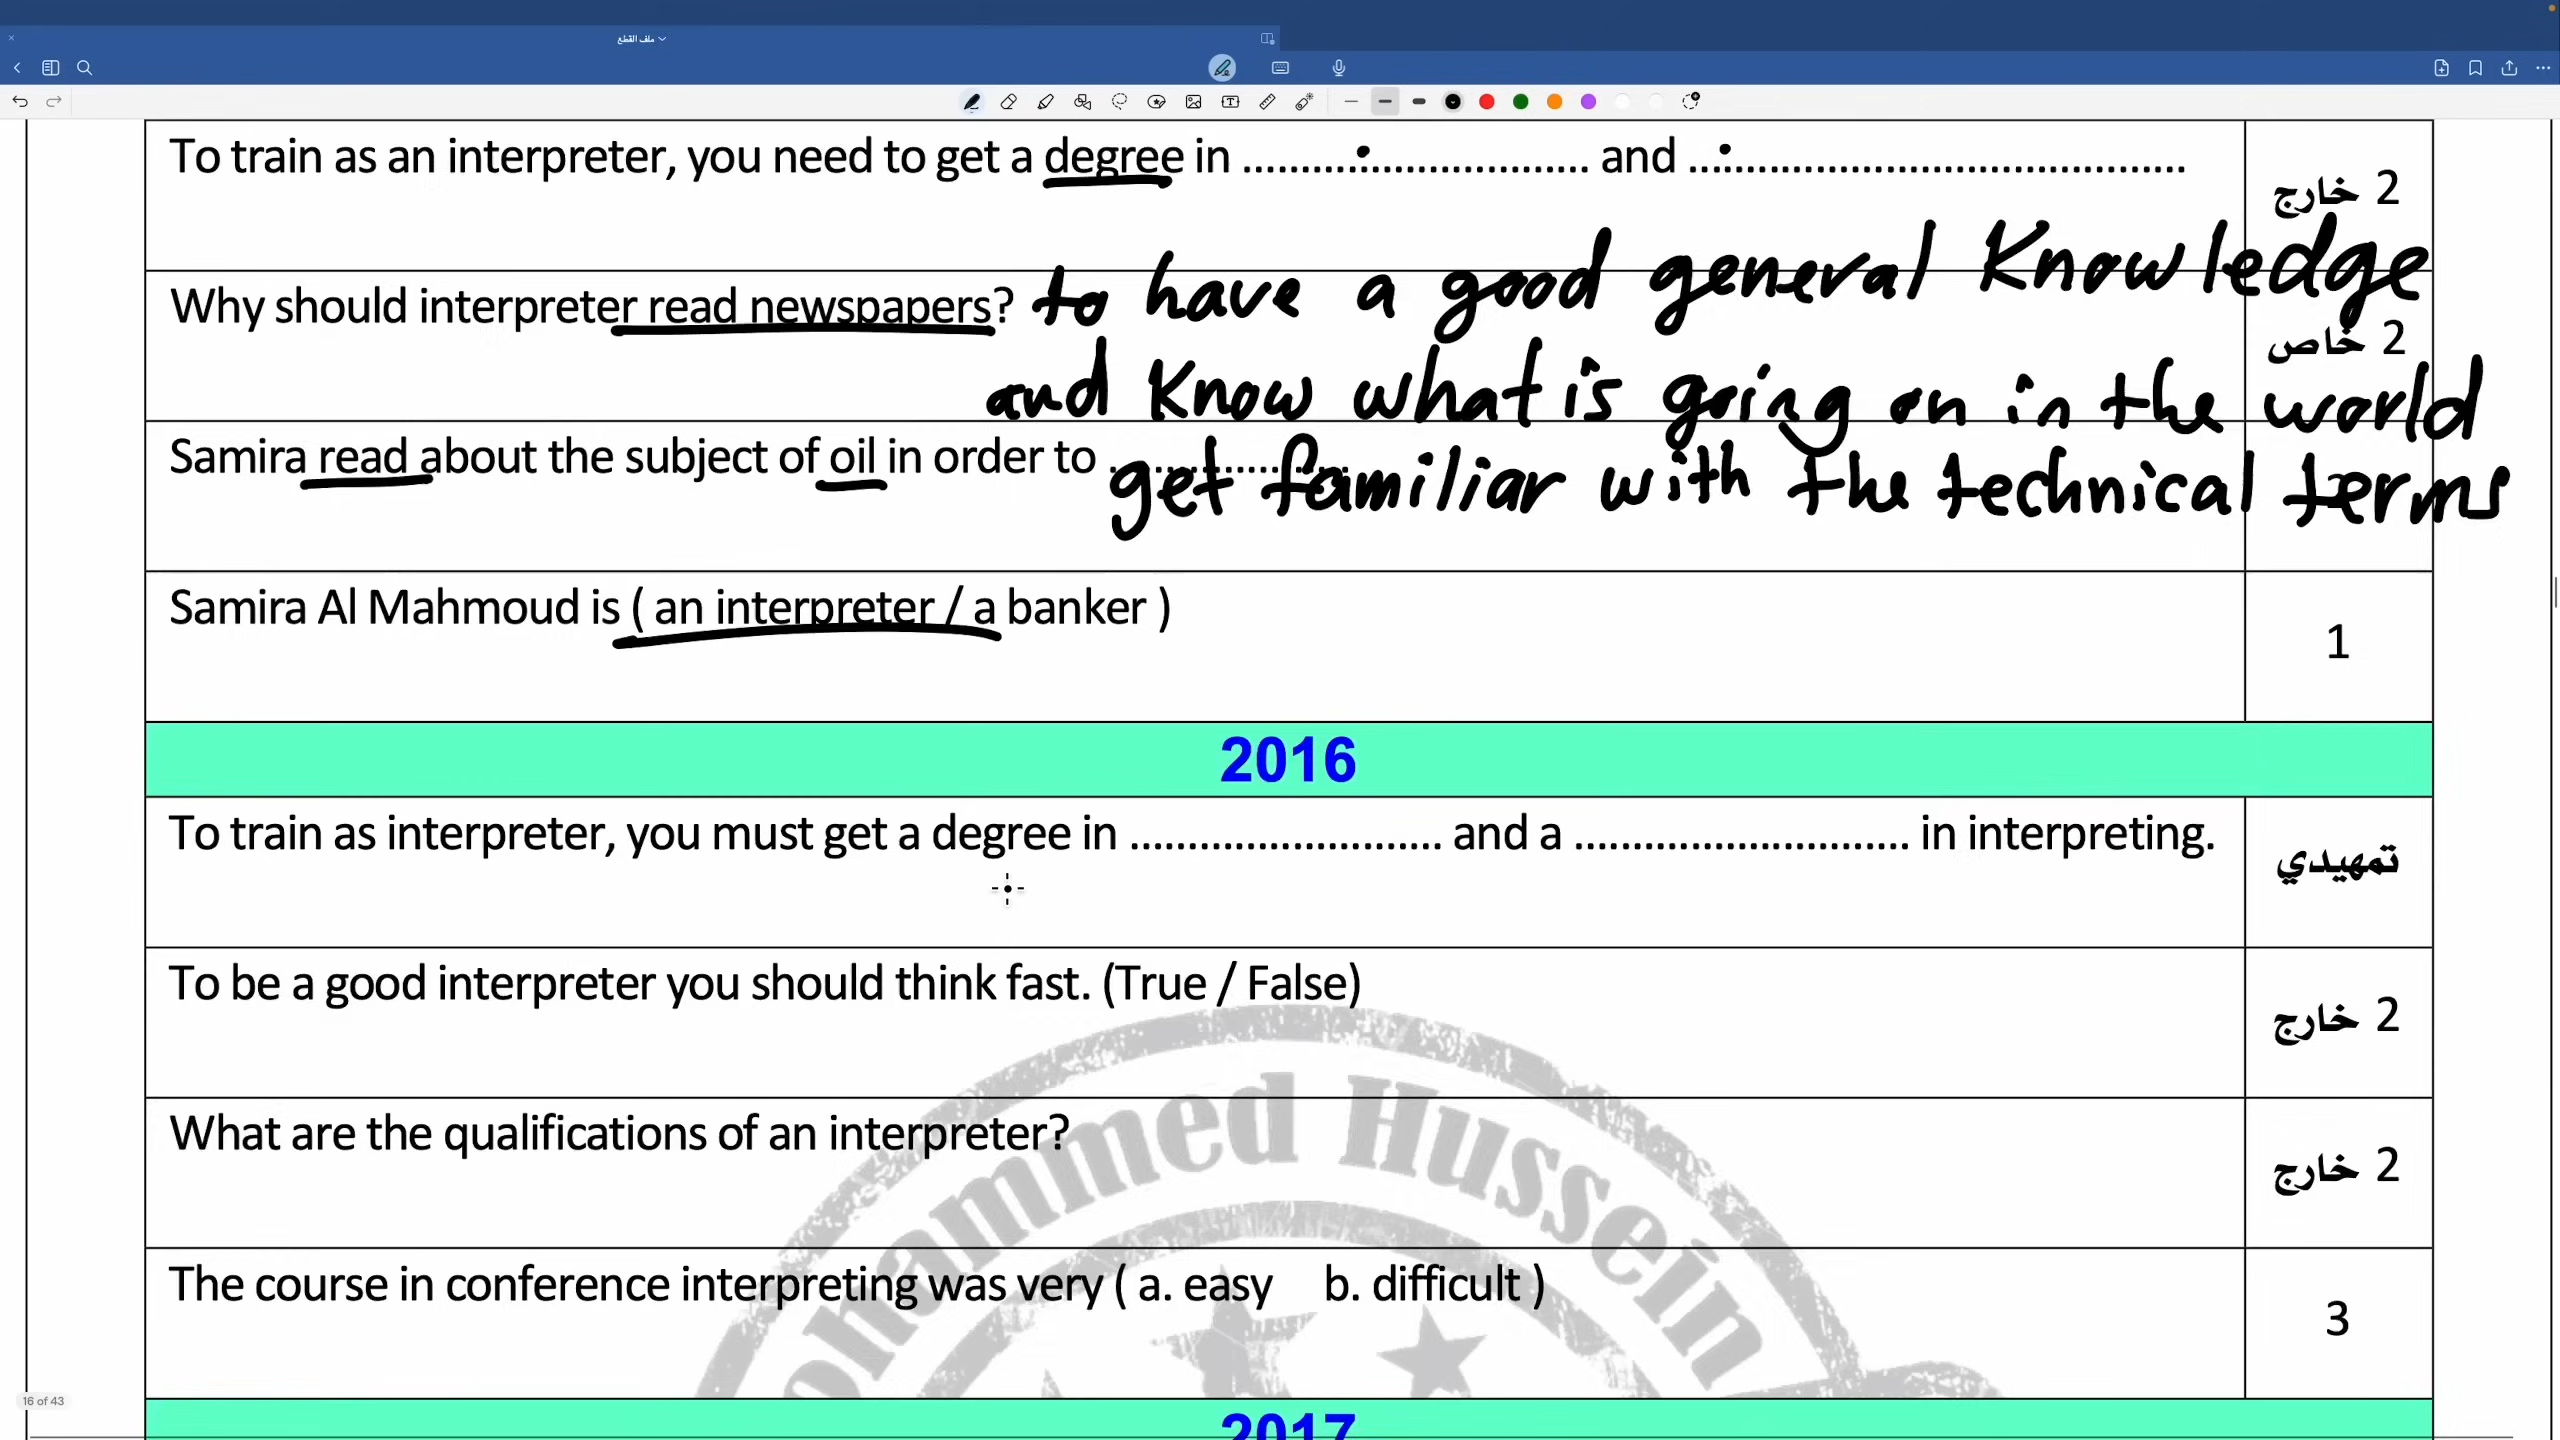 ملف القطع
To train as an interpreter, you need to get a degree in ................................... and ...........................................
2 خارج
Why should interpreter read newspapers? to have a good general Knowledge
and Know what is going on in the world
2 خاص
Samira read about the subject of oil in order to .................... get familiar with the technical terms
Samira Al Mahmoud is ( an interpreter / a banker )
1
2016
To train as interpreter, you must get a degree in ........................... and a ............................. in interpreting.
تمهيدي
To be a good interpreter you should think fast. (True / False)
2 خارج
What are the qualifications of an interpreter?
2 خارج
The course in conference interpreting was very ( a. easy b. difficult )
3
Mohammed Hussein
16 of 43
2017